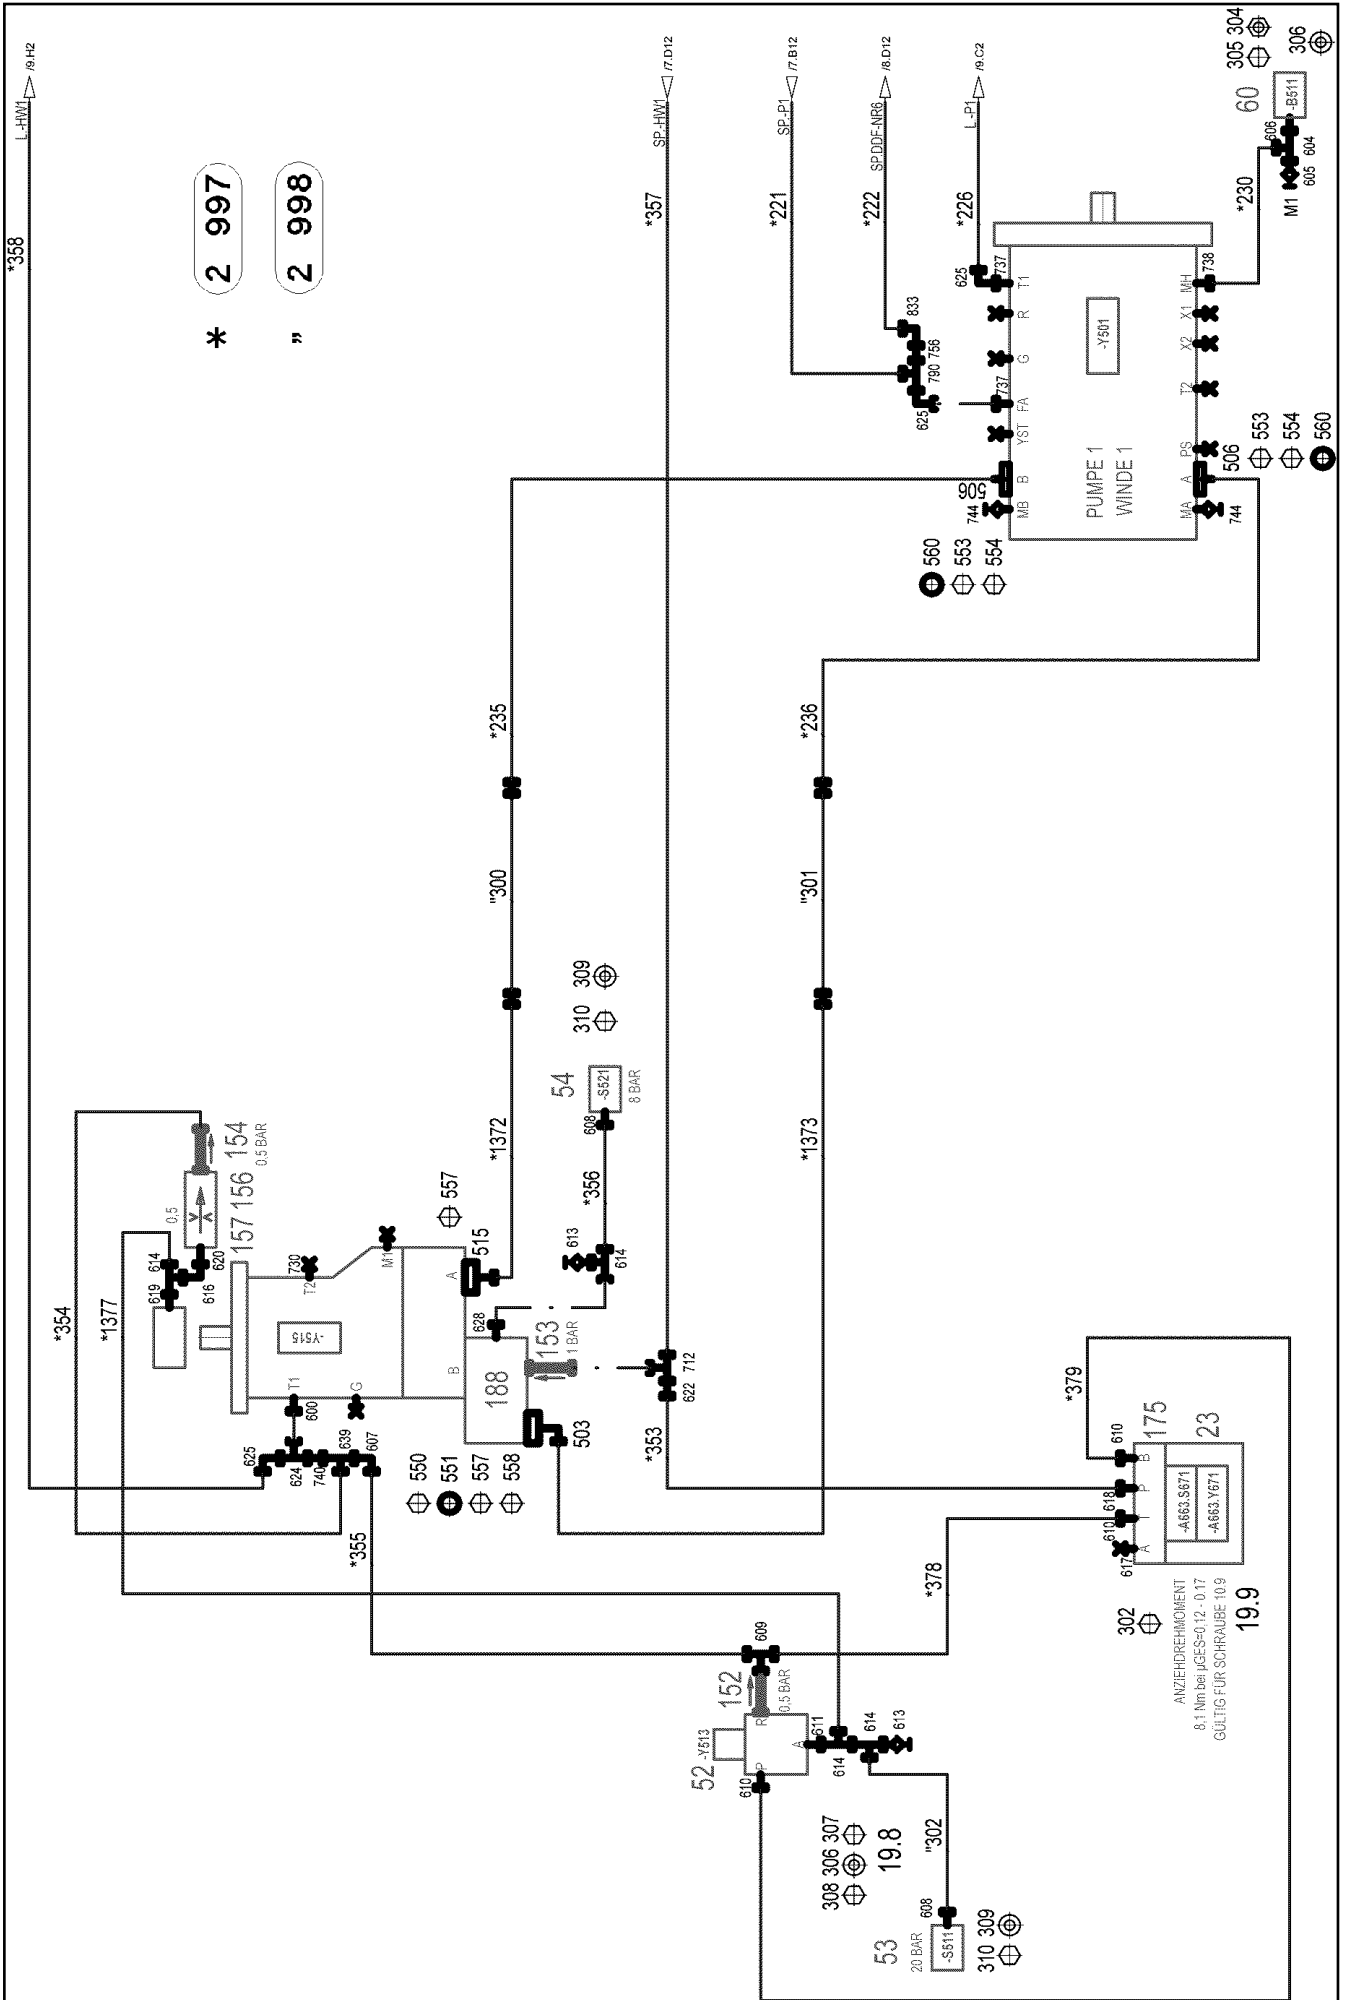 *358
L.-HW1
/9.H2
* 2 997
" 2 998
*357
SP.-HW1
/7.D12
*221
SP.-P1
/7.B12
*222
SP.DDF-NR6
/8.D12
*226
L.-P1
/9.C2
305 304
306
60
-B511
606
604
605
M1
*230
625
737
T1
R
G
833
756
790
737
625
FA
YST
506
B
744
MB
-Y501
PUMPE 1
WINDE 1
MH
738
X1
X2
T2
PS
A
MA
744
506
553
554
560
560
553
554
*235
"300
*1372
*236
"301
*1373
310 309
54
-S521
8 BAR
608
*356
613
614
628
153
1 BAR
712
622
*353
*354
*1377
157 156 154
0,5 BAR
0,5
614
619
616
620
730
T2
M1
-Y515
557
515
A
B
188
503
T1
G
600
625
624
740
639
607
550
551
557
558
*355
*379
*378
610
618
610
617
B
P
T
A
175
23
-A663.S671
-A663.Y671
302
ANZIEHDREHMOMENT
8,1 Nm bei µGES=0,12 - 0,17
GÜLTIG FÜR SCHRAUBE 10.9
19.9
609
152
0,5 BAR
R
52
-Y513
P
A
610
611
614
614
613
308 306 307
19.8
"302
608
53
20 BAR
-S511
310 309